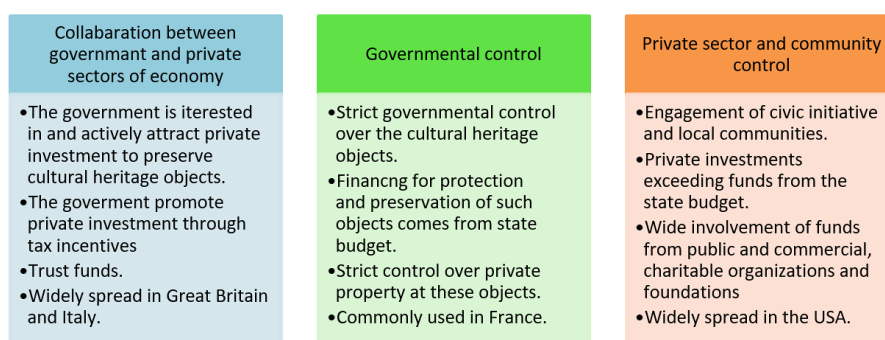 Collabaration between
governmant and private
sectors of economy
•The government is iterested
in and actively attract private
investment to preserve
cultural heritage objects.
•The goverment promote
private investment through
tax incentives
•Trust funds.
•Widely spread in Great Britain
and Italy.
Governmental control
•Strict governmental control
over the cultural heritage
objects.
•Financng for protection
and preservation of such
objects comes from state
budget.
•Strict control over private
property at these objects.
•Commonly used in France.
Private sector and community
control
•Engagement of civic initiative
and local communities.
•Private investments
exceeding funds from the
state budget.
•Wide involvement of funds
from public and commercial,
charitable organizations and
foundations
•Widely spread in the USA.